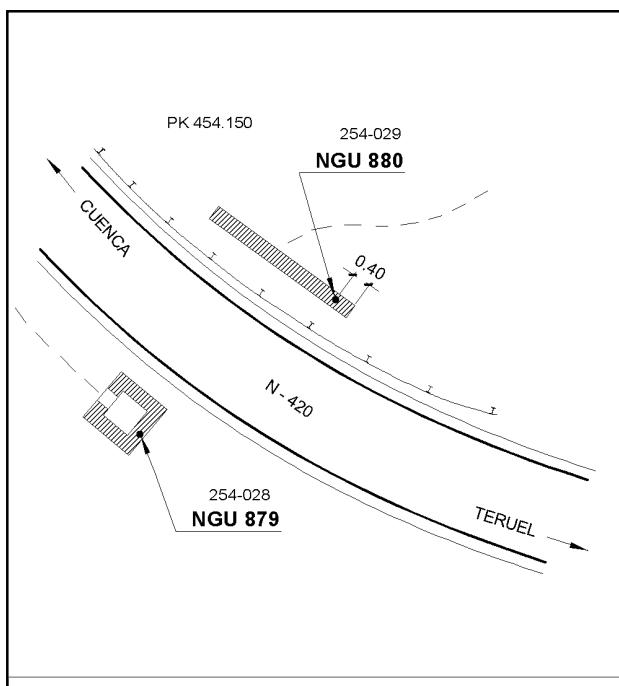 PK 454.150
254-029
NGU 880
CUENCA
0.40
N - 420
254-028
NGU 879
TERUEL